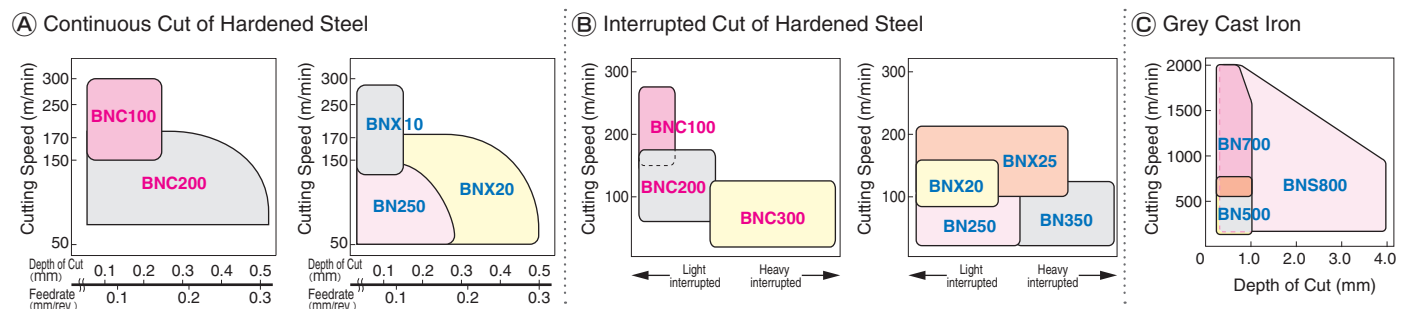 Ⓐ Continuous Cut of Hardened Steel
Cutting Speed (m/min)
300
250
170
150
50
BNC100
BNC200
Depth of Cut
(mm)
0.1 0.2 0.3 0.4 0.5
Feedrate
(mm/rev)
0.1 0.2 0.3
Cutting Speed (m/min)
300
250
170
150
50
BNX10
BNX20
BN250
Depth of Cut
(mm)
0.1 0.2 0.3 0.4 0.5
Feedrate
(mm/rev)
0.1 0.2 0.3
Ⓑ Interrupted Cut of Hardened Steel
Cutting Speed (m/min)
300
200
100
BNC100
BNC200
BNC300
Light
interrupted
Heavy
interrupted
Cutting Speed (m/min)
300
200
100
BNX25
BNX20
BN250
BN350
Light
interrupted
Heavy
interrupted
Ⓒ Grey Cast Iron
Cutting Speed (m/min)
2000
1500
1000
500
BN700
BNS800
BN500
0 1.0 2.0 3.0 4.0
Depth of Cut (mm)